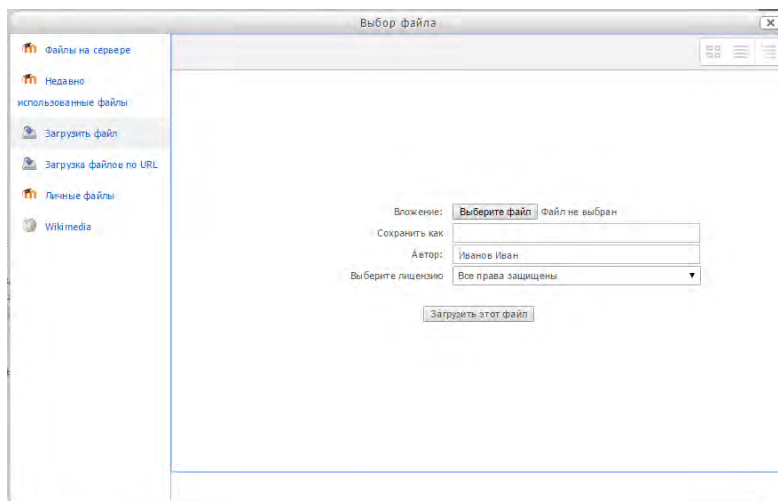 Выбор файла
Файлы на сервере
Недавно
использованные файлы
Загрузить файл
Загрузка файлов по URL
Личные файлы
Wikimedia
Вложение: Выберите файл Файл не выбран
Сохранить как
Автор: Иванов Иван
Выберите лицензию Все права защищены
Загрузить этот файл